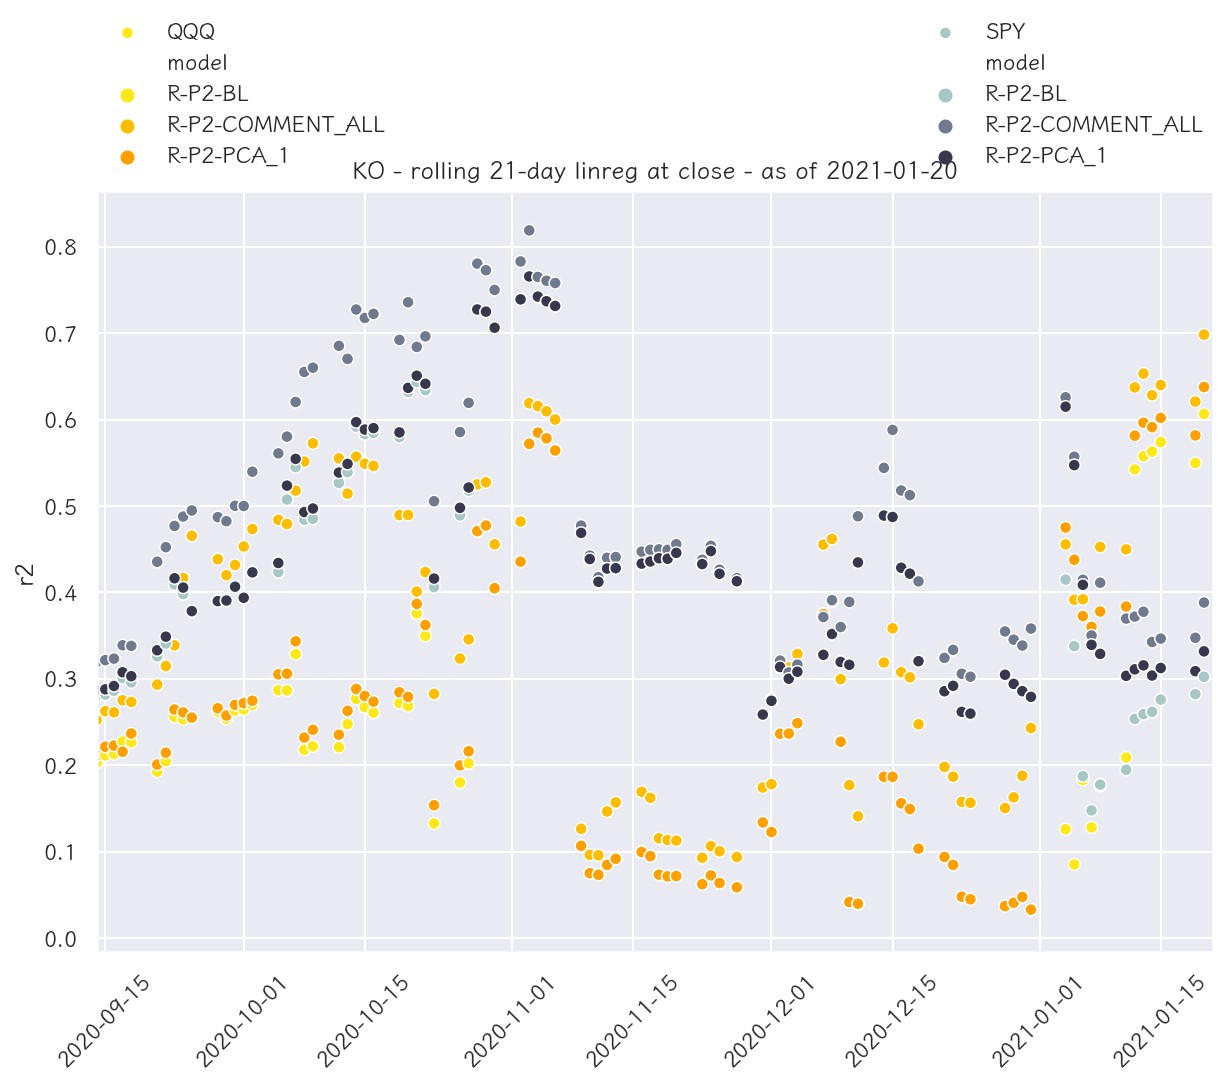 QQQ
model
R-P2-BL
R-P2-COMMENT_ALL
R-P2-PCA_1
SPY
model
R-P2-BL
R-P2-COMMENT_ALL
R-P2-PCA_1
KO - rolling 21-day linreg at close - as of 2021-01-20
r2
0.8
0.7
0.6
0.5
0.4
0.3
0.2
0.1
0.0
2020-09-15
2020-10-01
2020-10-15
2020-11-01
2020-11-15
2020-12-01
2020-12-15
2021-01-01
2021-01-15